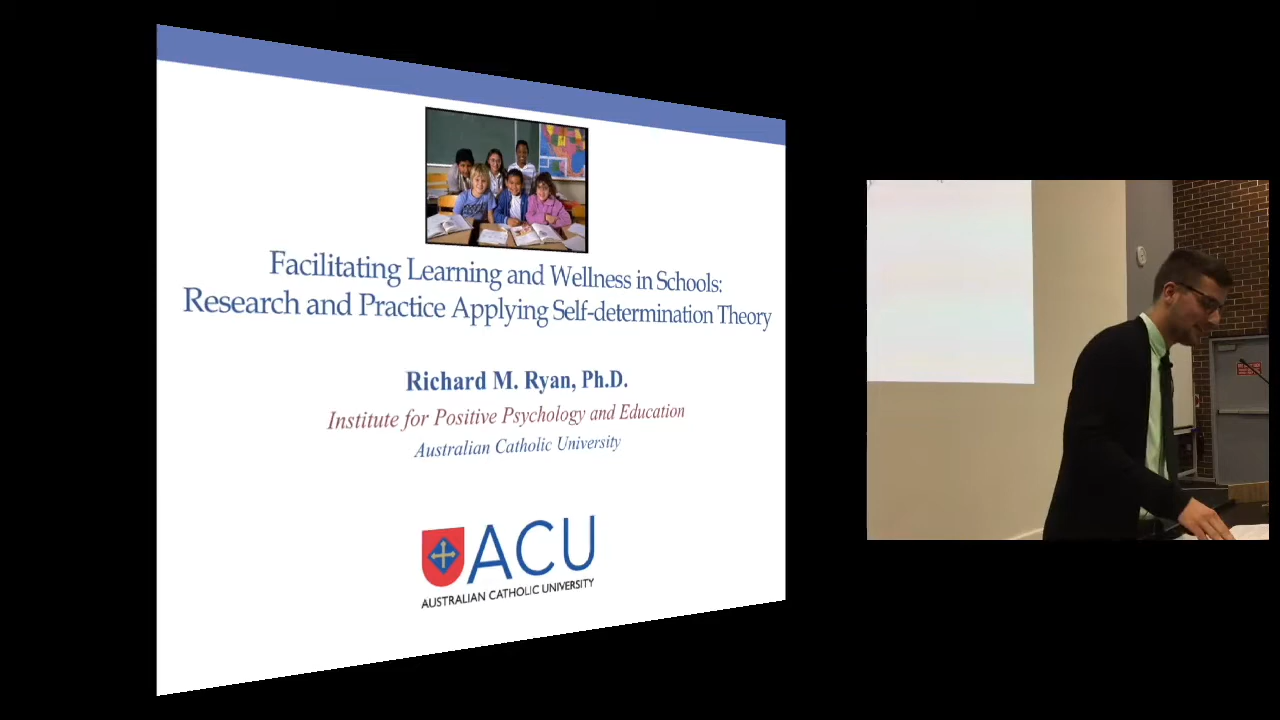 Facilitating Learning and Wellness in Schools:
Research and Practice Applying Self-determination Theory
Richard M. Ryan, Ph.D.
Institute for Positive Psychology and Education
Australian Catholic University
ACU
AUSTRALIAN CATHOLIC UNIVERSITY